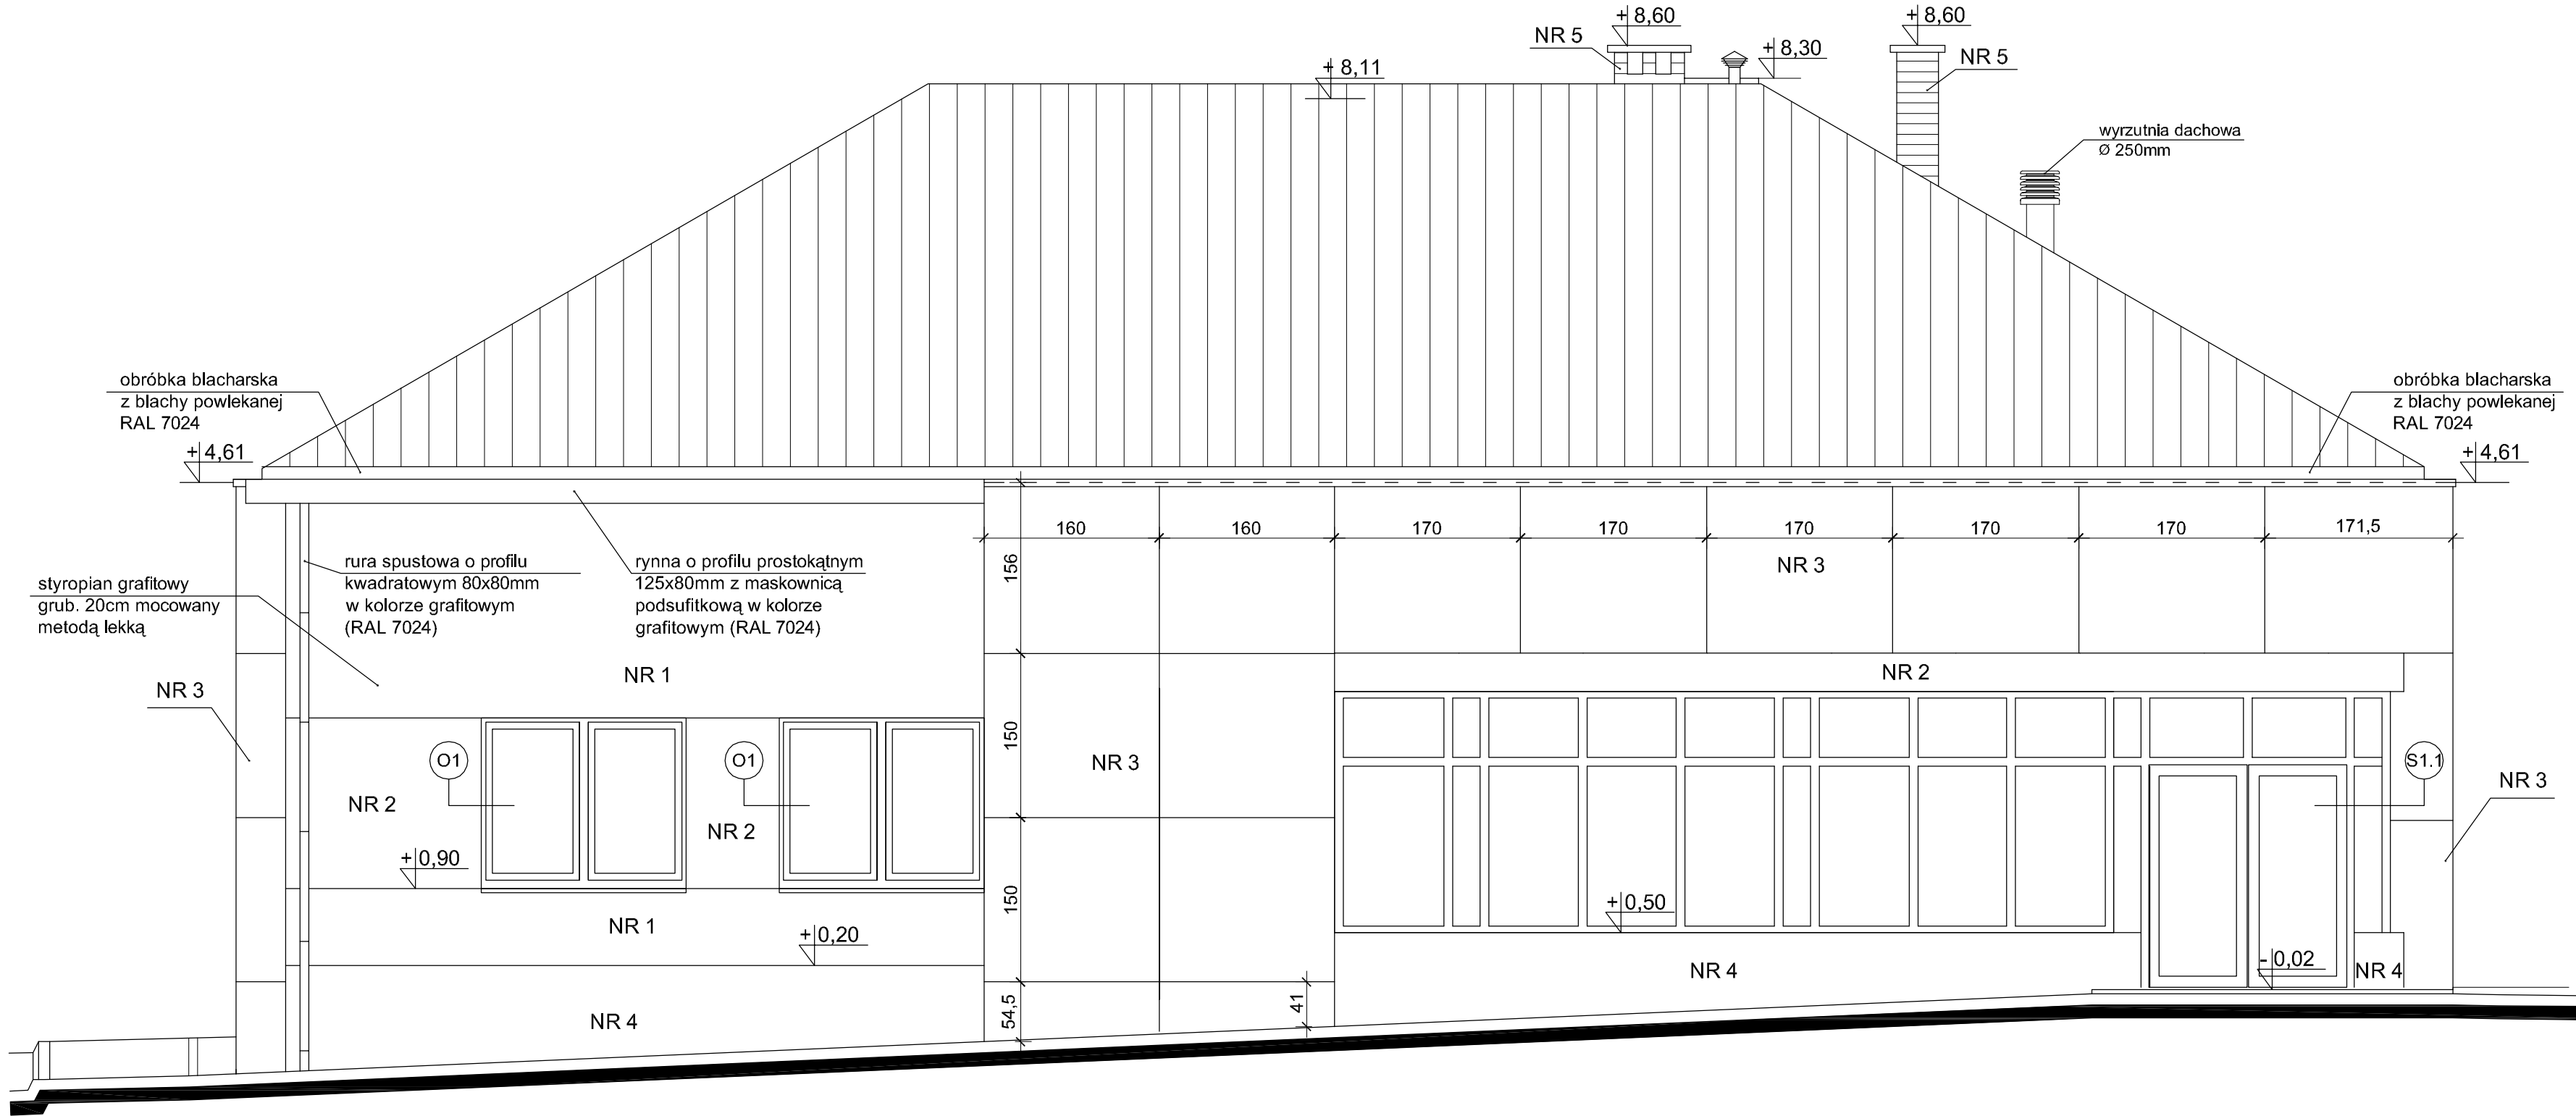 + 8,60
+ 8,60
NR 5
+ 8,30
NR 5
+ 8,11
wyrzutnia dachowa
Ø 250mm
obróbka blacharska
z blachy powlekanej
RAL 7024
obróbka blacharska
z blachy powlekanej
RAL 7024
+ 4,61
+ 4,61
160
160
170
170
170
170
170
171,5
156
rura spustowa o profilu
kwadratowym 80x80mm
w kolorze grafitowym
(RAL 7024)
rynna o profilu prostokątnym
125x80mm z maskownicą
podsufitkową w kolorze
grafitowym (RAL 7024)
NR 3
styropian grafitowy
grub. 20cm mocowany
metodą lekką
NR 1
NR 2
NR 3
150
O1
O1
NR 3
S1.1
NR 3
NR 2
NR 2
+ 0,90
150
+ 0,50
NR 1
+ 0,20
- 0,02
NR 4
NR 4
54,5
41
NR 4